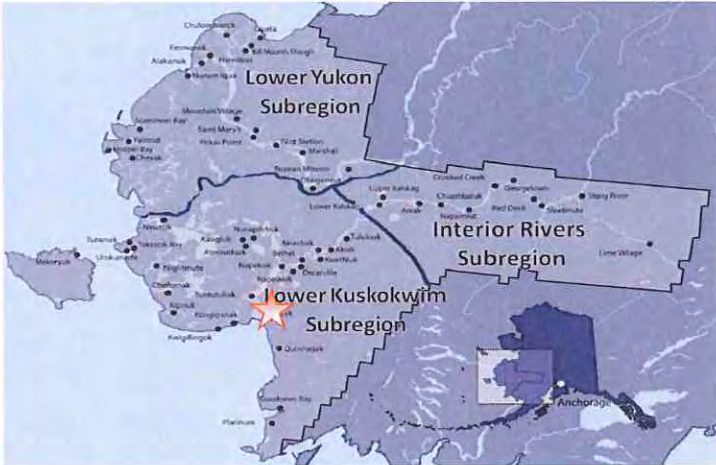 Kotlik
Bill Moore's Slough
Hamilton
Alakanuk
Nunam Iqua
Lower Yukon
Subregion
Mountain Village
Scammon Bay
Saint Mary's
Pitkas Point
Pilot Station
Marshall
Hooper Bay
Chevak
Russian Mission
Crooked Creek
Georgetown
Upper Kalskag
Chuathbaluk
Stony River
Lower Kalskag
Aniak
Napaimute
Red Devil
Sleetmute
Interior Rivers
Subregion
Lime Village
Newtok
Tununak
Toksook Bay
Nunapitchuk
Tuluksak
Kasigluk
Akiachak
Akiak
Umkumiute
Atmautluak
Bethel
Kwethluk
Mekoryuk
Nightmute
Napakiak
Oscarville
Napaskiak
Chefornak
Tuntutuliak
Lower Kuskokwim
Subregion
Kipnuk
Kongiganak
Kwigillingok
Quinhagak
Goodnews Bay
Platinum
Anchorage